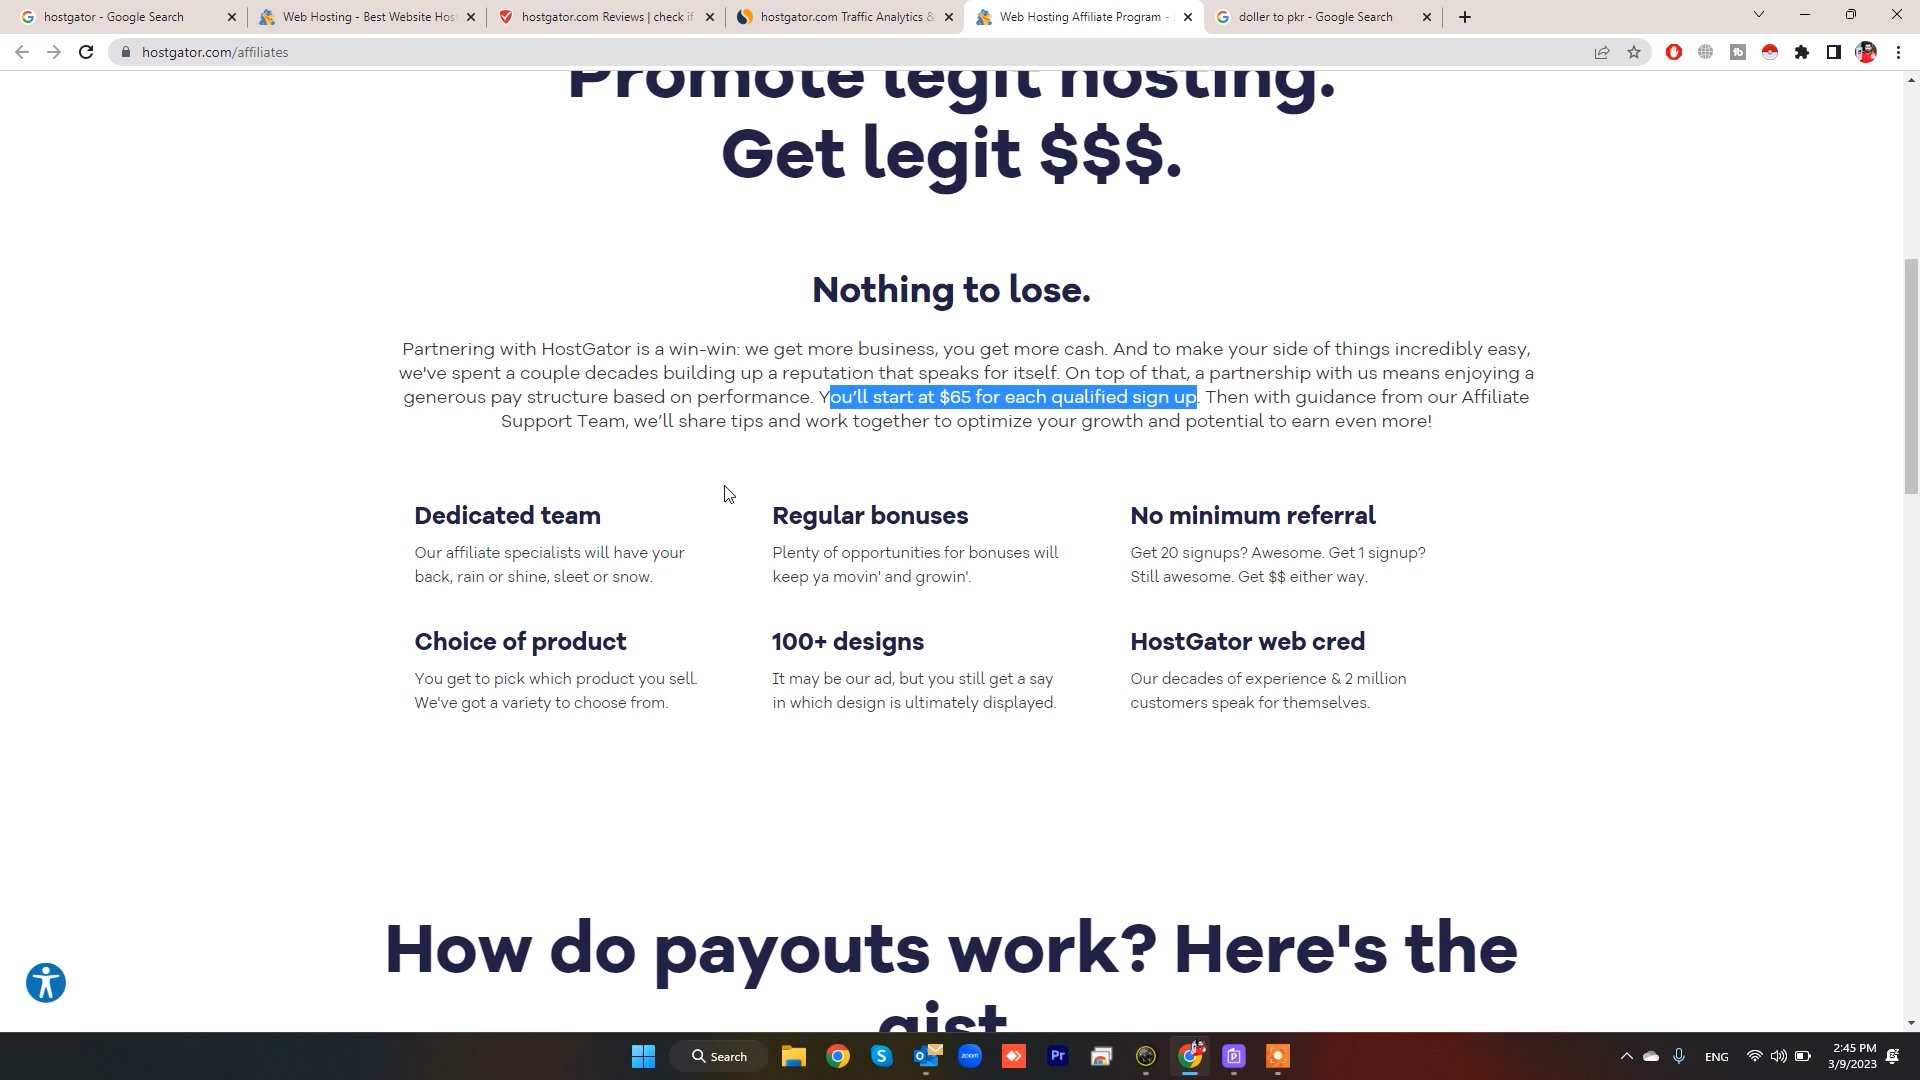 hostgator - Google Search
Web Hosting - Best Website Hos
hostgator.com Reviews | check if
hostgator.com Traffic Analytics &
Web Hosting Affiliate Program -
doller to pkr - Google Search
hostgator.com/affiliates
Promote legit hosting.
Get legit $$$.
Nothing to lose.
Partnering with HostGator is a win-win: we get more business, you get more cash. And to make your side of things incredibly easy,
we've spent a couple decades building up a reputation that speaks for itself. On top of that, a partnership with us means enjoying a
generous pay structure based on performance. You'll start at $65 for each qualified sign up. Then with guidance from our Affiliate
Support Team, we'll share tips and work together to optimize your growth and potential to earn even more!
Dedicated team
Our affiliate specialists will have your
back, rain or shine, sleet or snow.
Regular bonuses
Plenty of opportunities for bonuses will
keep ya movin' and growin'.
No minimum referral
Get 20 signups? Awesome. Get 1 signup?
Still awesome. Get $$ either way.
Choice of product
You get to pick which product you sell.
We've got a variety to choose from.
100+ designs
It may be our ad, but you still get a say
in which design is ultimately displayed.
HostGator web cred
Our decades of experience & 2 million
customers speak for themselves.
How do payouts work? Here's the
gist.
Search
zoom
Pr
ENG
2:45 PM
3/9/2023